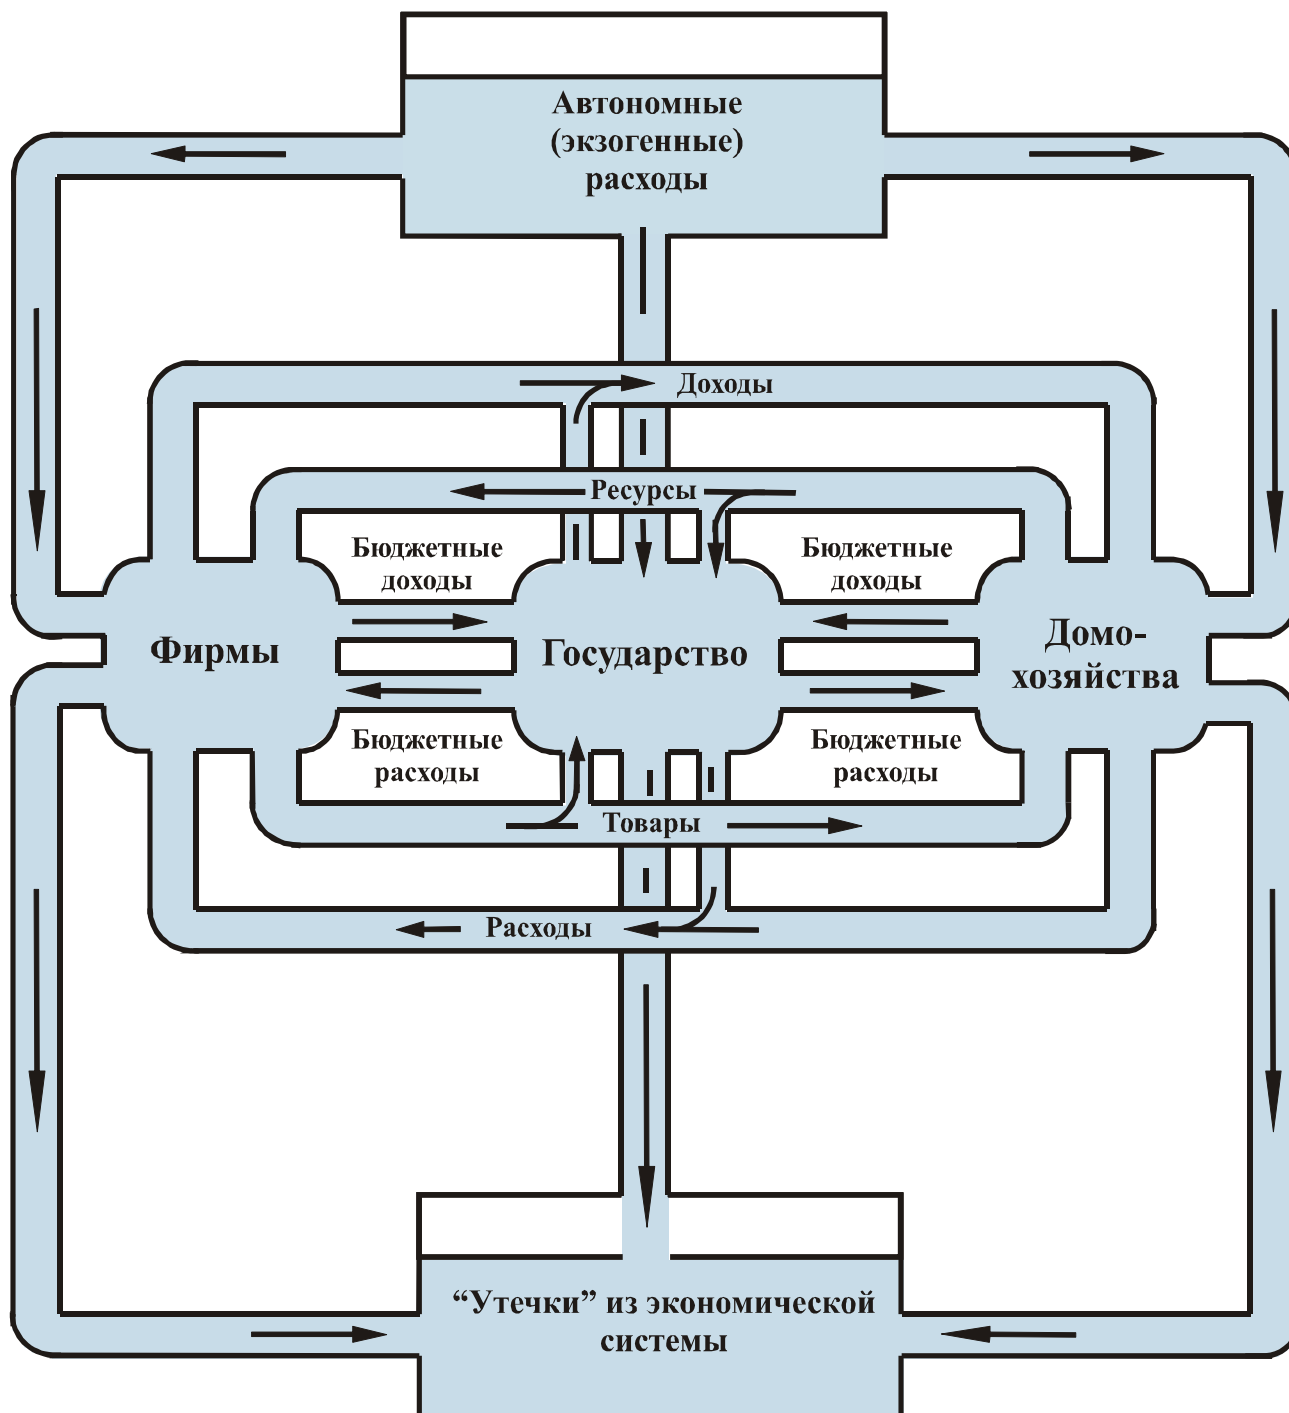 Автономные
(экзогенные)
расходы
Доходы
Ресурсы
Бюджетные
доходы
Бюджетные
доходы
Фирмы
Государство
Домо-
хозяйства
Бюджетные
расходы
Бюджетные
расходы
Товары
Расходы
“Утечки” из экономической
системы